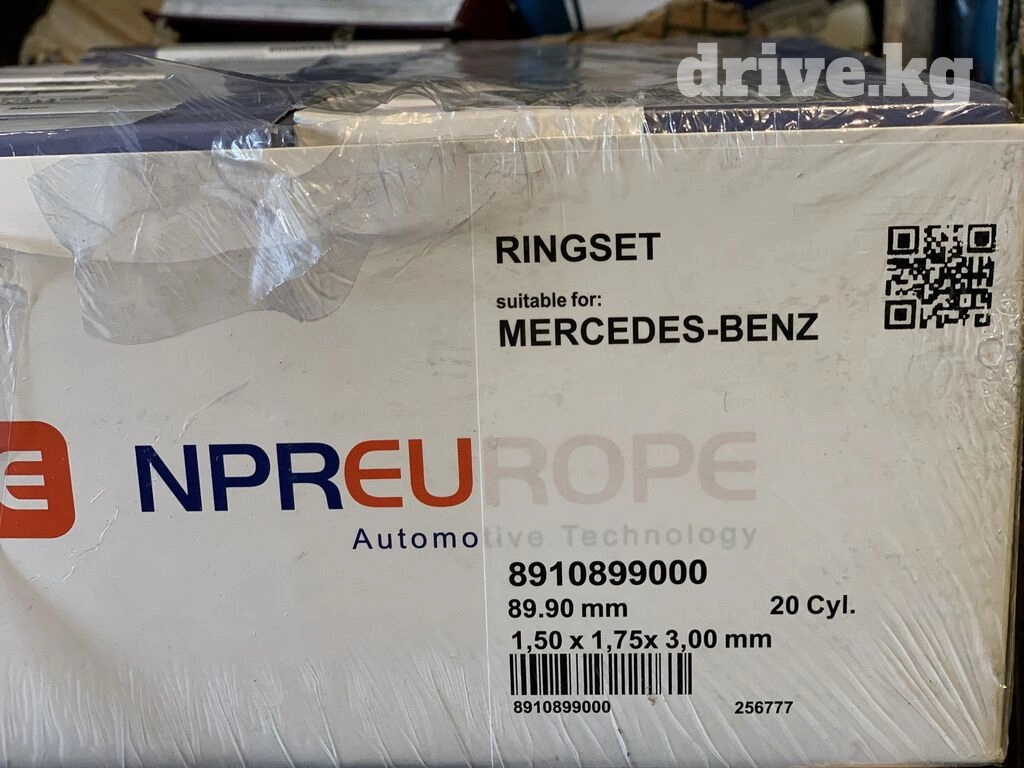 drive.kg
RINGSET
suitable for:
MERCEDES-BENZ
E
NPREUROPE
Automotive Technology
8910899000
89.90 mm 20 Cyl.
1,50 x 1,75x 3,00 mm
8910899000 256777